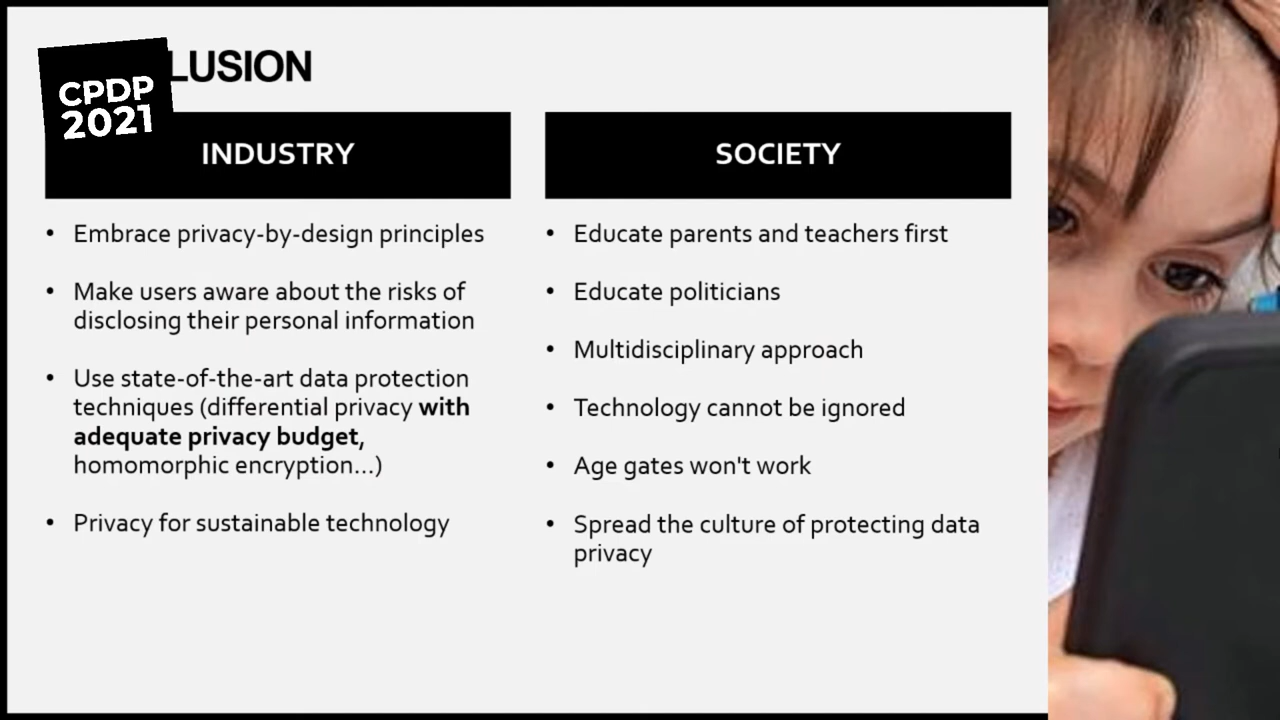 LUSION
CPDP
2021
INDUSTRY
• Embrace privacy-by-design principles
• Make users aware about the risks of
disclosing their personal information
• Use state-of-the-art data protection
techniques (differential privacy with
adequate privacy budget,
homomorphic encryption...)
• Privacy for sustainable technology
SOCIETY
• Educate parents and teachers first
• Educate politicians
• Multidisciplinary approach
• Technology cannot be ignored
• Age gates won't work
• Spread the culture of protecting data
privacy